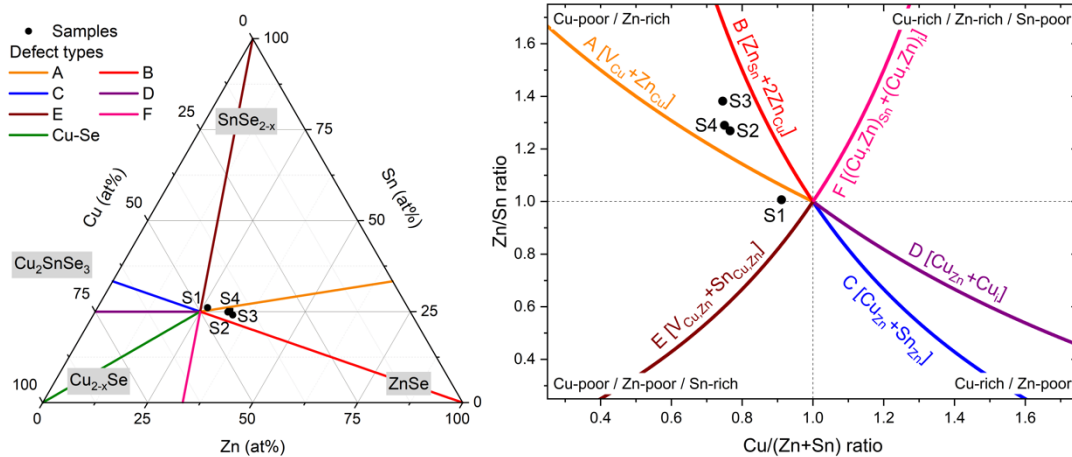 Samples
Defect types
A
B
C
D
E
F
Cu-Se
0
100
25
75
50
50
75
25
100
0
0
25
50
75
100
Cu (at%)
Sn (at%)
Zn (at%)
SnSe2-x
Cu2SnSe3
Cu2-xSe
ZnSe
S1
S4
S3
S2
Cu-poor / Zn-rich
Cu-rich / Zn-rich / Sn-poor
A [VCu+ZnCu]
B [ZnSn+2ZnCu]
F [(Cu,Zn)Sn+(Cu,Zn)i]
S3
S4
S2
S1
E [VCu,Zn+SnCu,Zn]
C [CuZn+SnZn]
D [CuZn+Cui]
Cu-poor / Zn-poor / Sn-rich
Cu-rich / Zn-poor
1.6
1.4
1.2
1.0
0.8
0.6
0.4
Zn/Sn ratio
0.4
0.6
0.8
1.0
1.2
1.4
1.6
Cu/(Zn+Sn) ratio